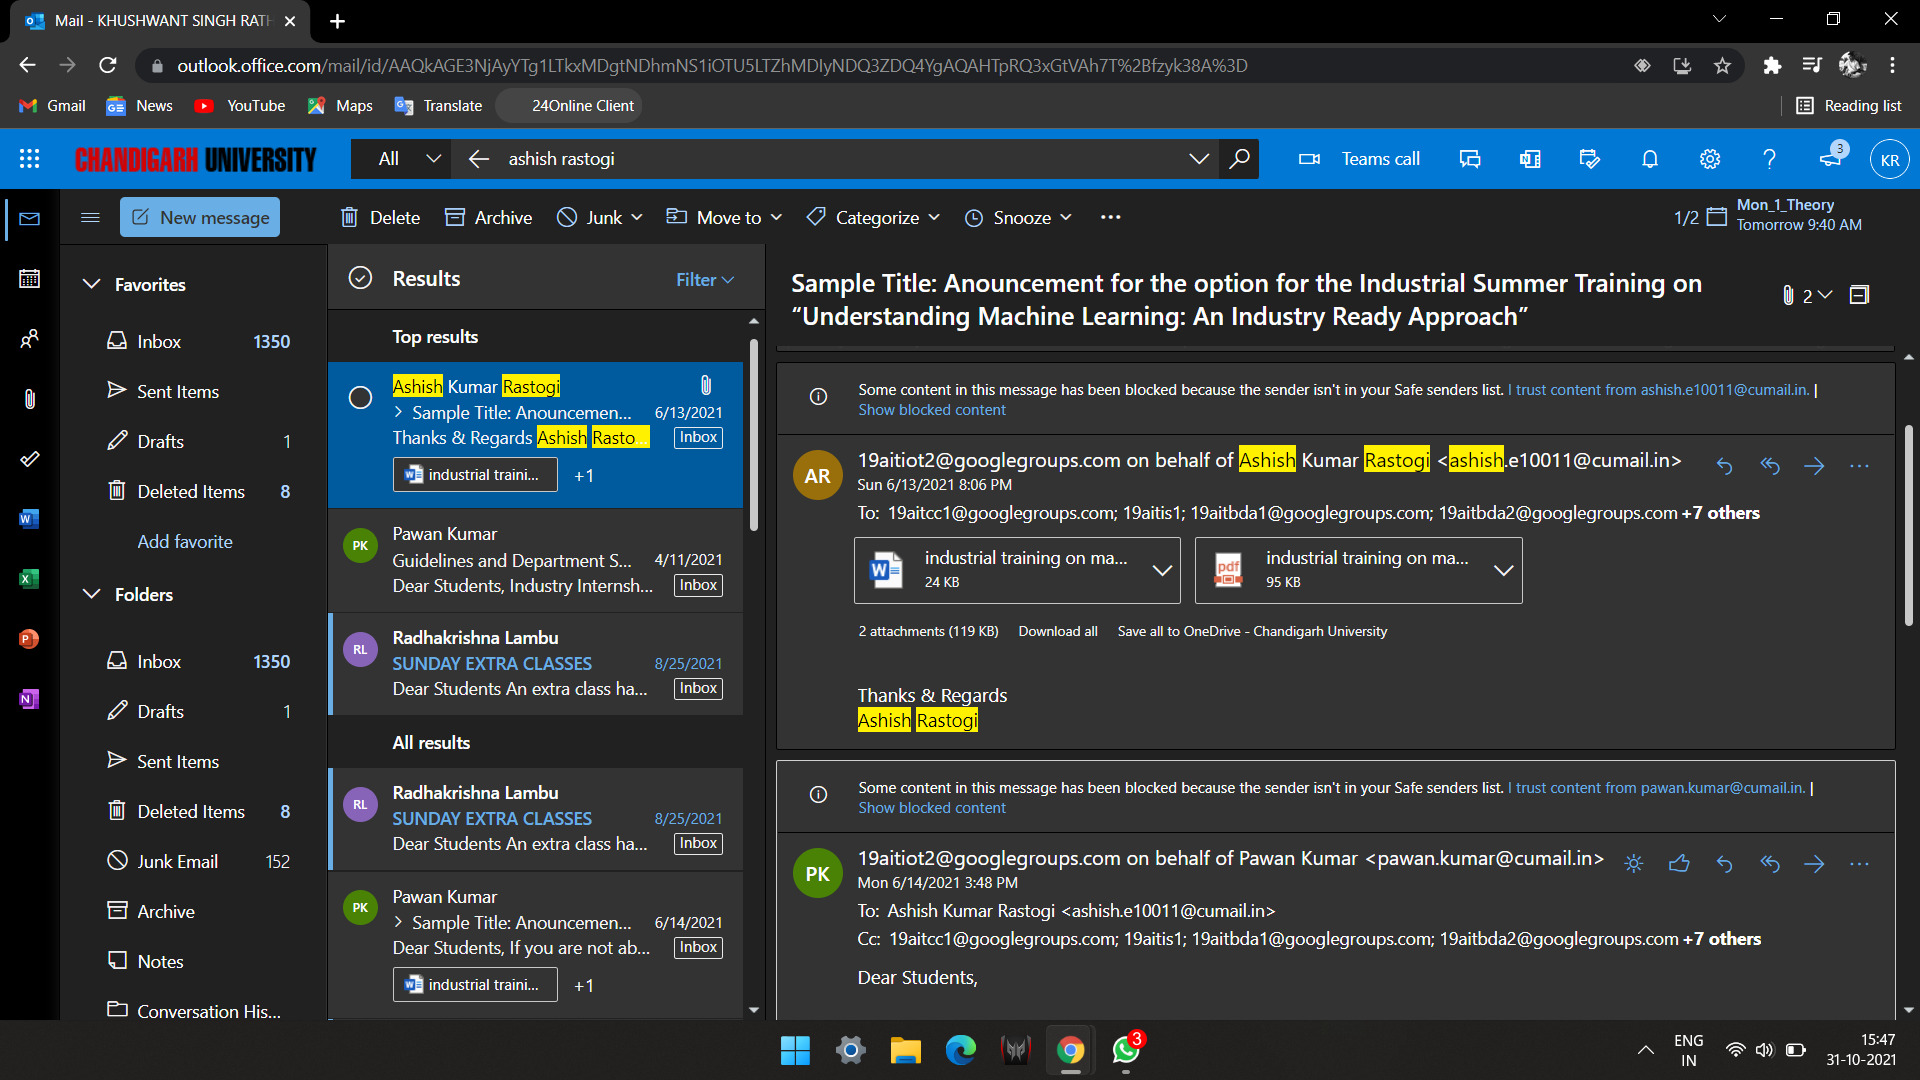 Mail - KHUSHWANT SINGH RATH
outlook.office.com/mail/id/AAQkAGE3NjAyYTg1LTkxMDgtNDhmNS1iOTU5LTZhMDIyNDQ3ZDQ4YgAQAHTpRQ3xGtVAh7T%2Bfzyk38A%3D
Gmail News YouTube Maps Translate 24Online Client Reading list
CHANDIGARH UNIVERSITY All ashish rastogi Teams call 3 KR
New message Delete Archive Junk Move to Categorize Snooze 1/2 Mon_1_Theory
Tomorrow 9:40 AM
Favorites
Inbox 1350
Sent Items
Drafts 1
Deleted Items 8
Add favorite
Folders
Inbox 1350
Drafts 1
Sent Items
Deleted Items 8
Junk Email 152
Archive
Notes
Conversation His...
Results Filter
Top results
Ashish Kumar Rastogi
Sample Title: Anouncemen... 6/13/2021
Thanks & Regards Ashish Rasto... Inbox
industrial traini... +1
PK Pawan Kumar
Guidelines and Department S... 4/11/2021
Dear Students, Industry Internsh... Inbox
RL Radhakrishna Lambu
SUNDAY EXTRA CLASSES 8/25/2021
Dear Students An extra class ha... Inbox
All results
RL Radhakrishna Lambu
SUNDAY EXTRA CLASSES 8/25/2021
Dear Students An extra class ha... Inbox
PK Pawan Kumar
Sample Title: Anouncemen... 6/14/2021
Dear Students, If you are not ab... Inbox
industrial traini... +1
Sample Title: Anouncement for the option for the Industrial Summer Training on
“Understanding Machine Learning: An Industry Ready Approach” 2
Some content in this message has been blocked because the sender isn't in your Safe senders list. I trust content from ashish.e10011@cumail.in. |
Show blocked content
AR 19aitiot2@googlegroups.com on behalf of Ashish Kumar Rastogi <ashish.e10011@cumail.in>
Sun 6/13/2021 8:06 PM
To: 19aitcc1@googlegroups.com; 19aitis1; 19aitbda1@googlegroups.com; 19aitbda2@googlegroups.com +7 others
industrial training on ma... industrial training on ma...
24 KB pdf 95 KB
2 attachments (119 KB) Download all Save all to OneDrive - Chandigarh University
Thanks & Regards
Ashish Rastogi
Some content in this message has been blocked because the sender isn't in your Safe senders list. I trust content from pawan.kumar@cumail.in. |
Show blocked content
PK 19aitiot2@googlegroups.com on behalf of Pawan Kumar <pawan.kumar@cumail.in>
Mon 6/14/2021 3:48 PM
To: Ashish Kumar Rastogi <ashish.e10011@cumail.in>
Cc: 19aitcc1@googlegroups.com; 19aitis1; 19aitbda1@googlegroups.com; 19aitbda2@googlegroups.com +7 others
Dear Students,
3 ENG 15:47
IN 31-10-2021